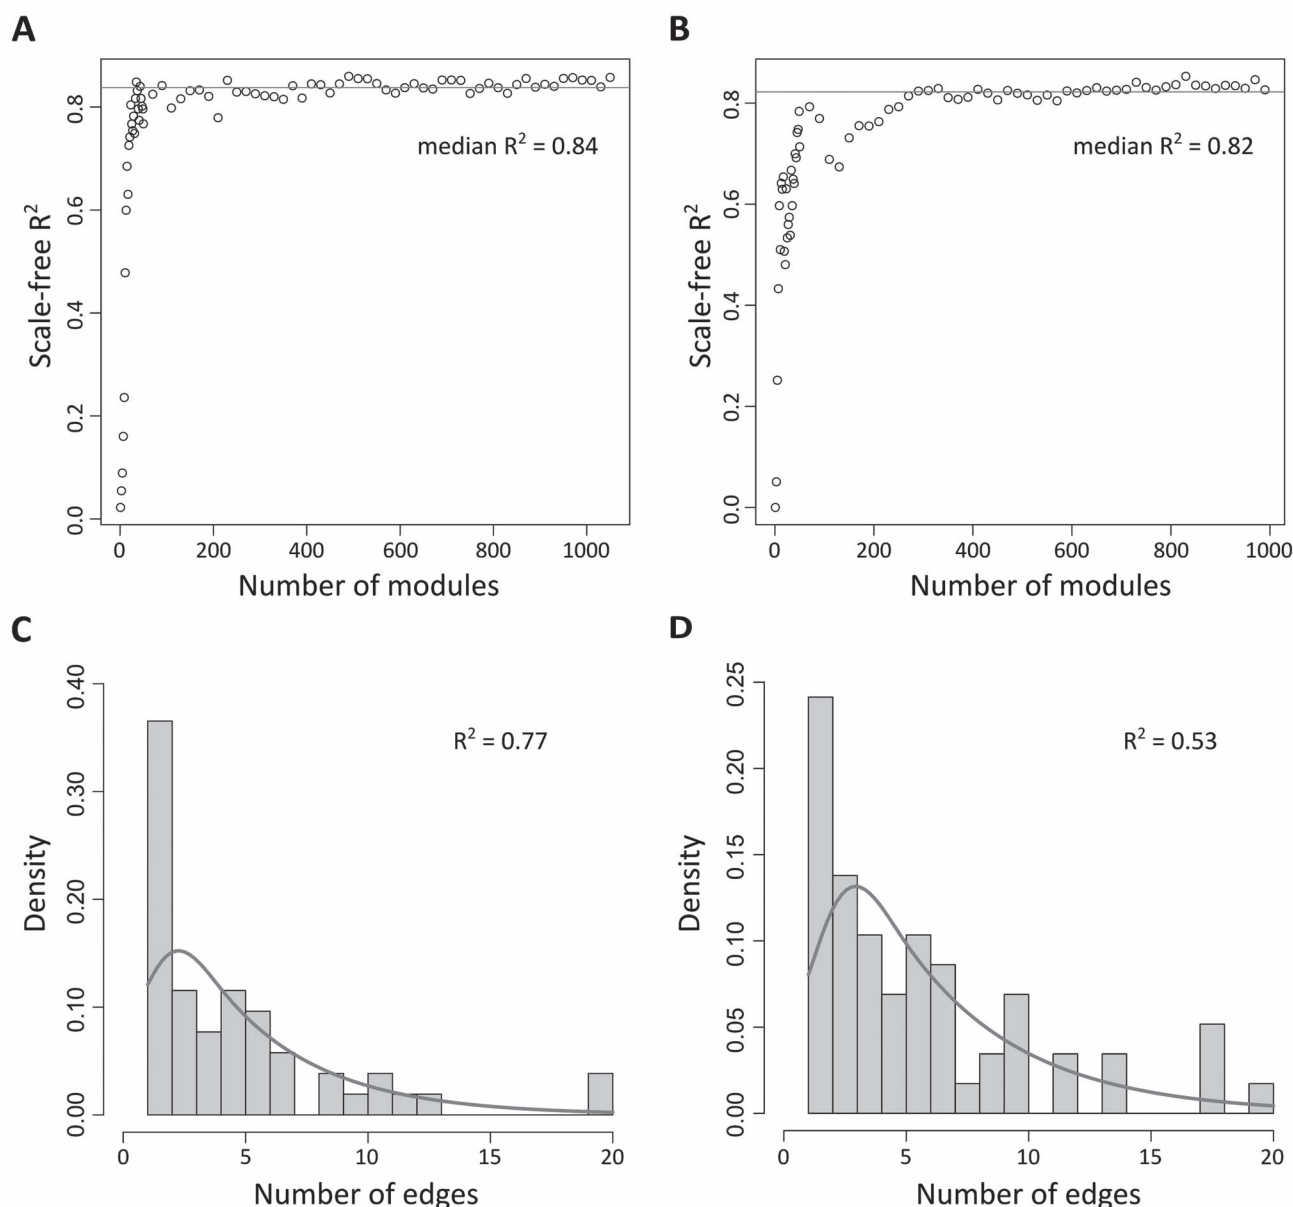 A
Scale-free R²
0.0 0.2 0.4 0.6 0.8
median R² = 0.84
0 200 400 600 800 1000
Number of modules
B
Scale-free R²
0.0 0.2 0.4 0.6 0.8
median R² = 0.82
0 200 400 600 800 1000
Number of modules
C
Density
0.00 0.10 0.20 0.30 0.40
R² = 0.77
0 5 10 15 20
Number of edges
D
Density
0.00 0.05 0.10 0.15 0.20 0.25
R² = 0.53
0 5 10 15 20
Number of edges